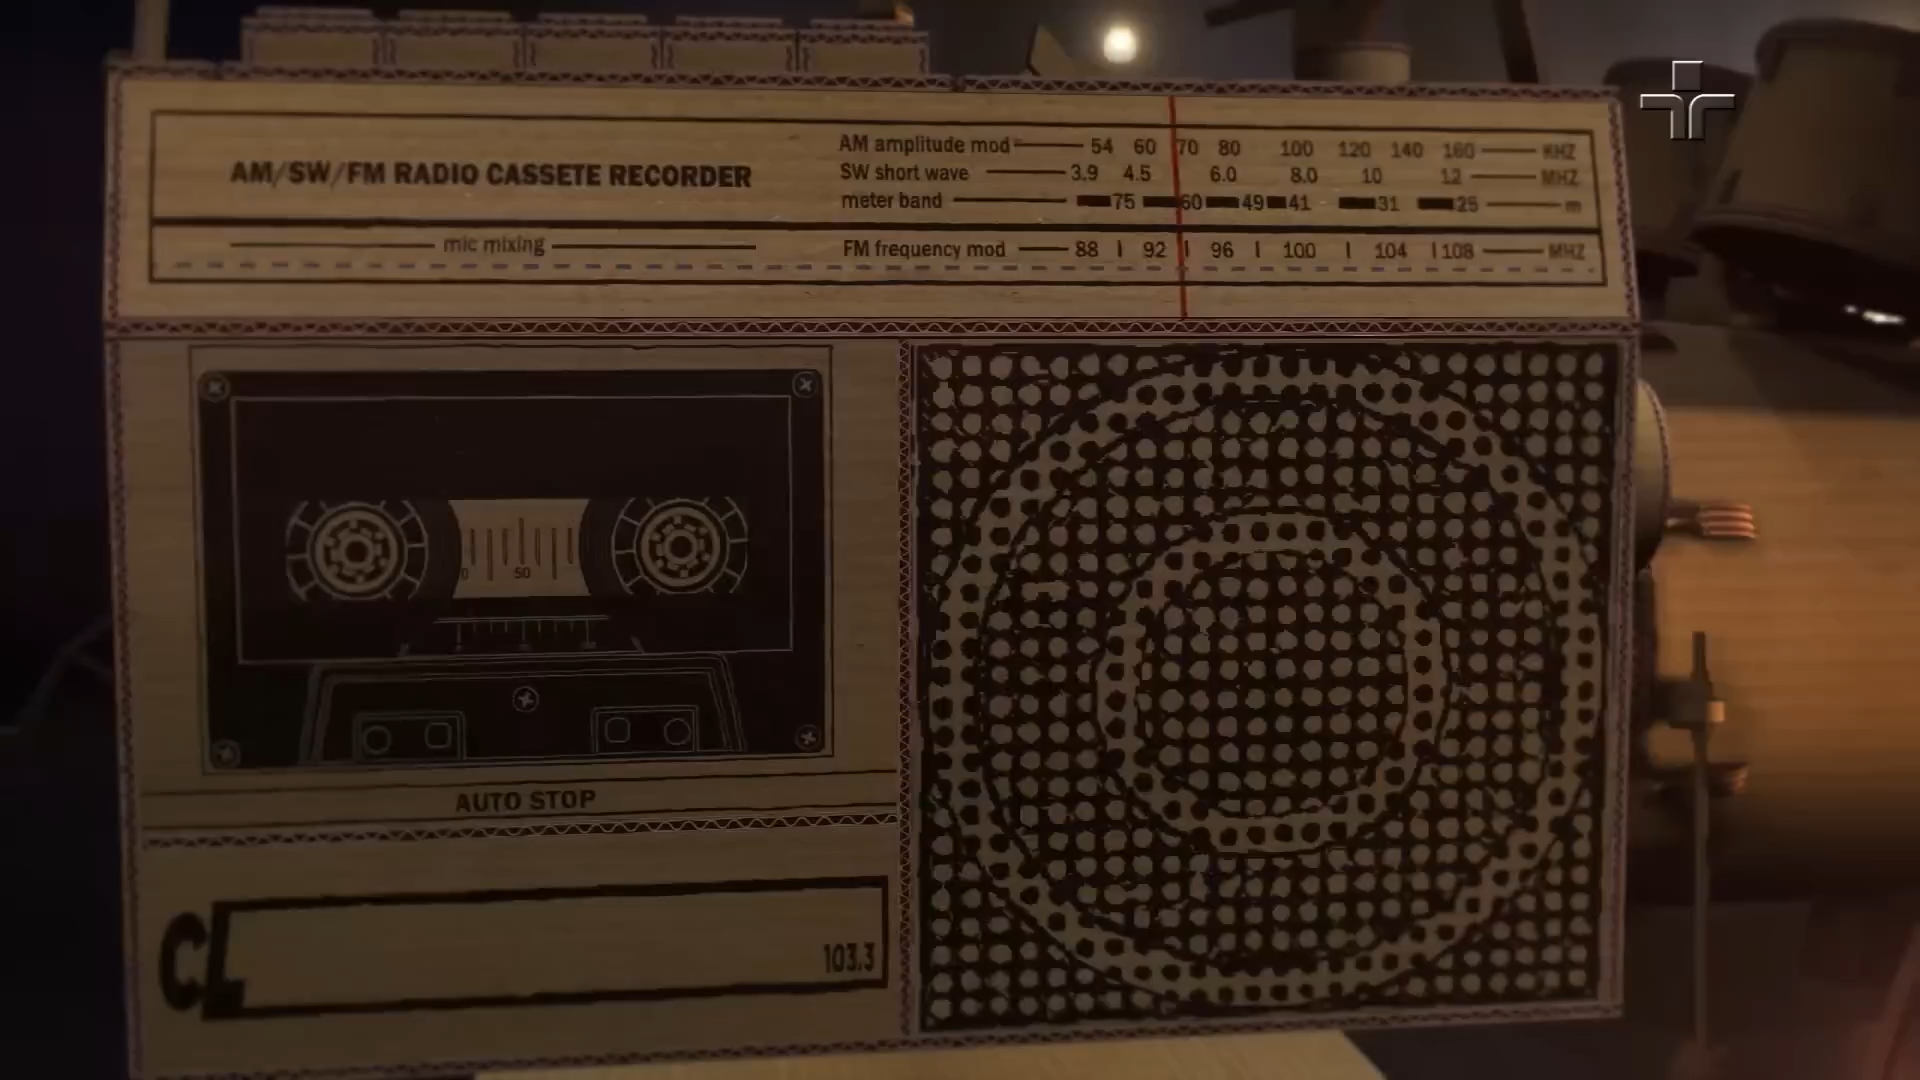 AM/SW/FM RADIO CASSETE RECORDER
AM amplitude mod 54 60 70 80 100 120 140 160 KHZ
SW short wave 3.9 4.5 6.0 8.0 10 12 MHZ
meter band 75 60 49 41 31 25 m
mic mixing
FM frequency mod 88 92 96 100 104 108 MHZ
0 50
AUTO STOP
CL
103.3